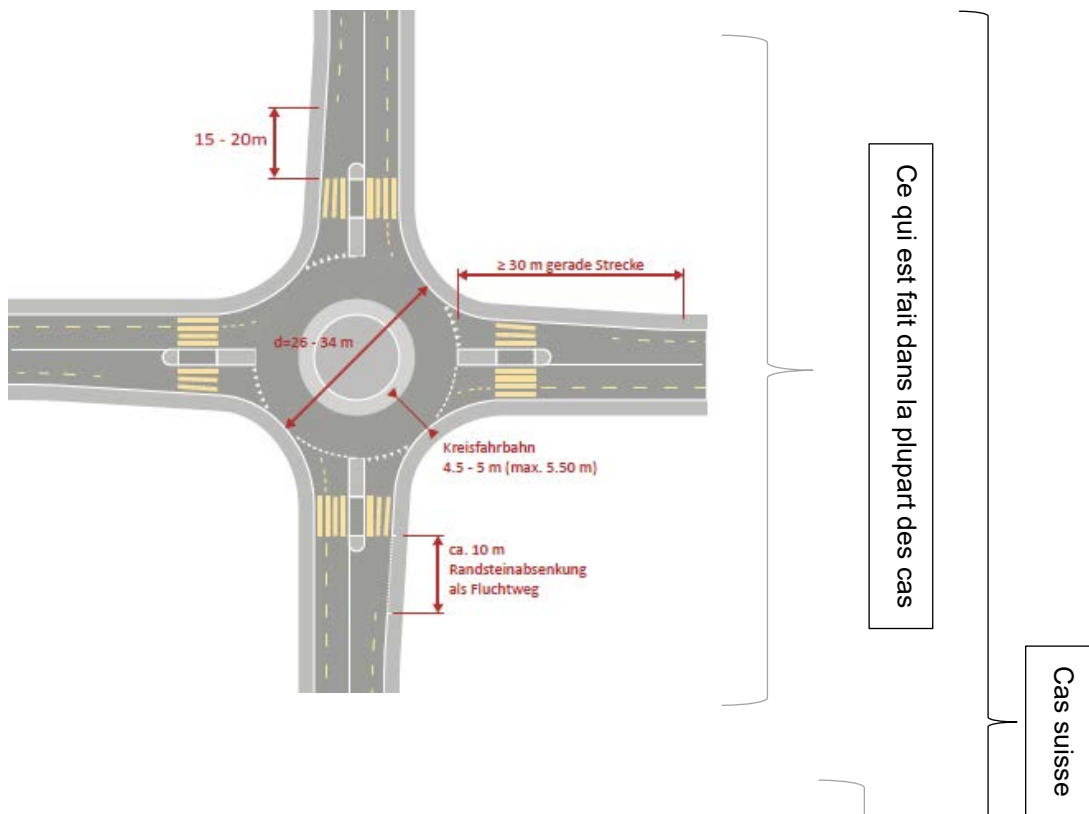 15 - 20m
≥ 30 m gerade Strecke
d=26 - 34 m
Kreisfahrbahn
4.5 - 5 m (max. 5.50 m)
ca. 10 m
Randsteinabsenkung
als Fluchtweg
Ce qui est fait dans la plupart des cas
Cas suisse